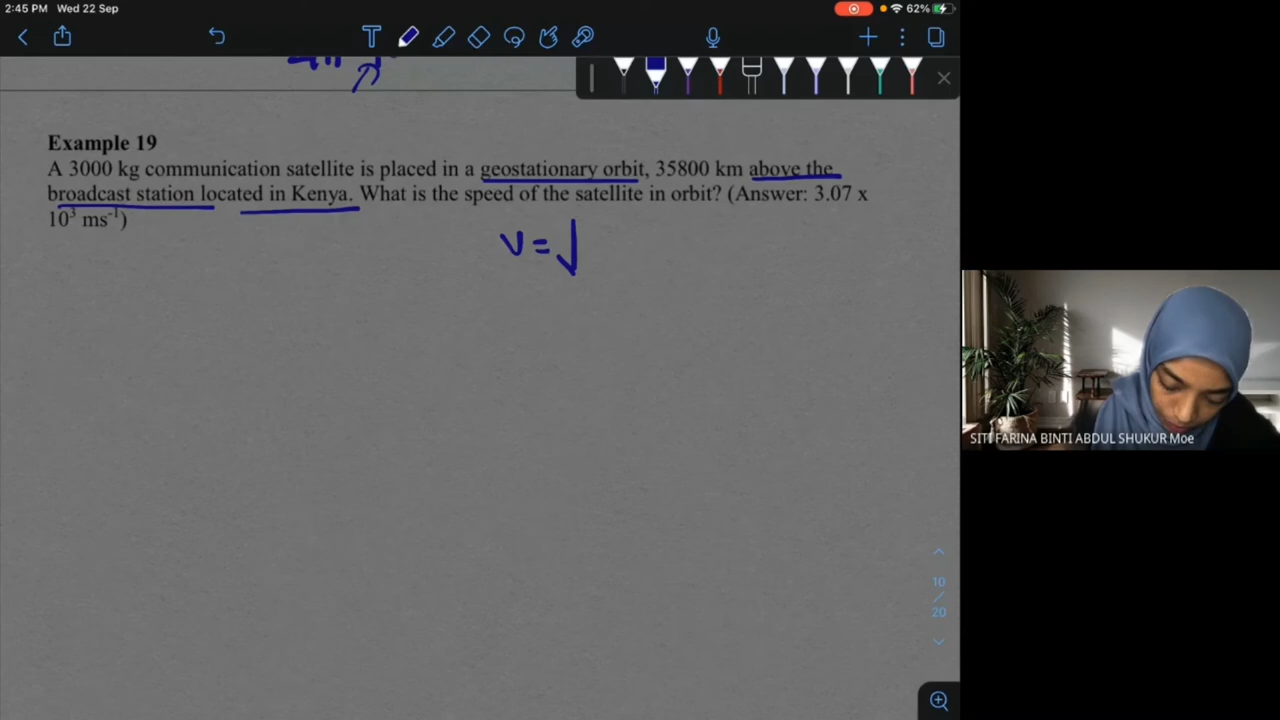 2:45 PM Wed 22 Sep
62%
T
Example 19
A 3000 kg communication satellite is placed in a geostationary orbit, 35800 km above the
broadcast station located in Kenya. What is the speed of the satellite in orbit? (Answer: 3.07 x
10³ ms⁻¹)
v = √
SITI FARINA BINTI ABDUL SHUKUR Moe
10
/
20